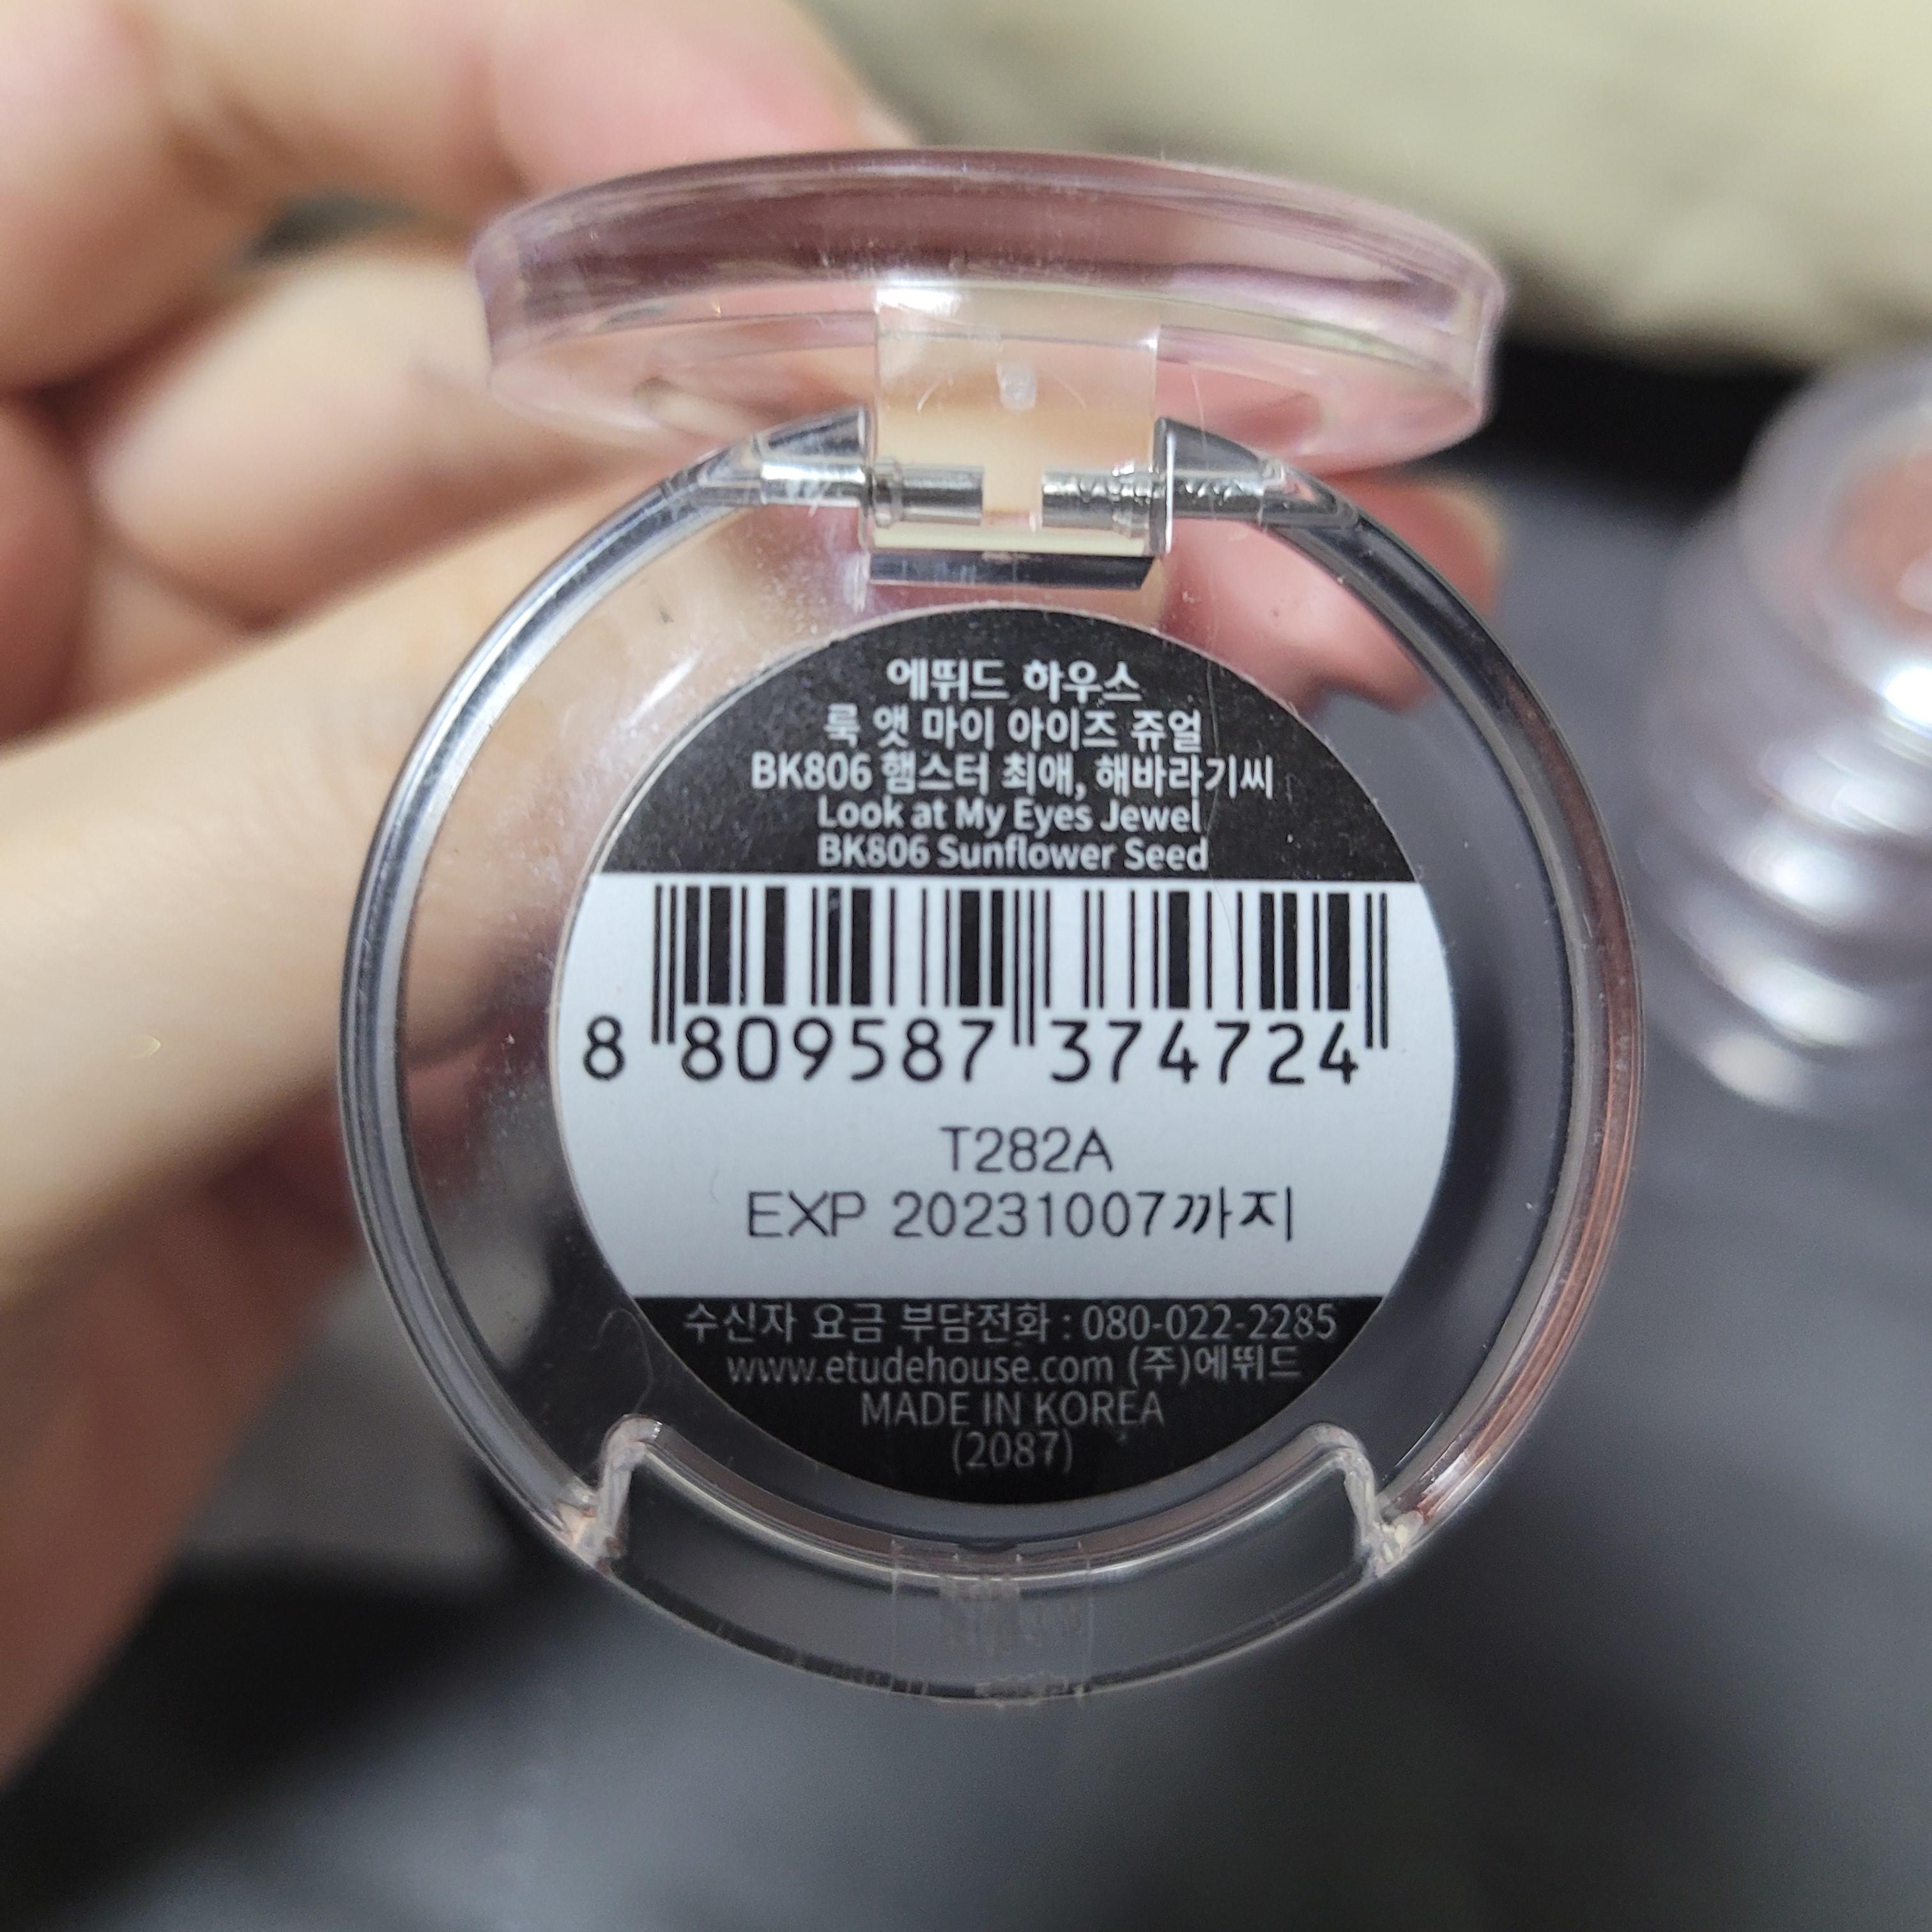 에뛰드 하우스
룩 앳 마이 아이즈 쥬얼
BK806 햄스터 최애, 해바라기씨
Look at My Eyes Jewel
BK806 Sunflower Seed
8 809587 374724
T282A
EXP 20231007까지
수신자 요금 부담전화 : 080-022-2285
www.etudehouse.com (주)에뛰드
MADE IN KOREA
(2087)